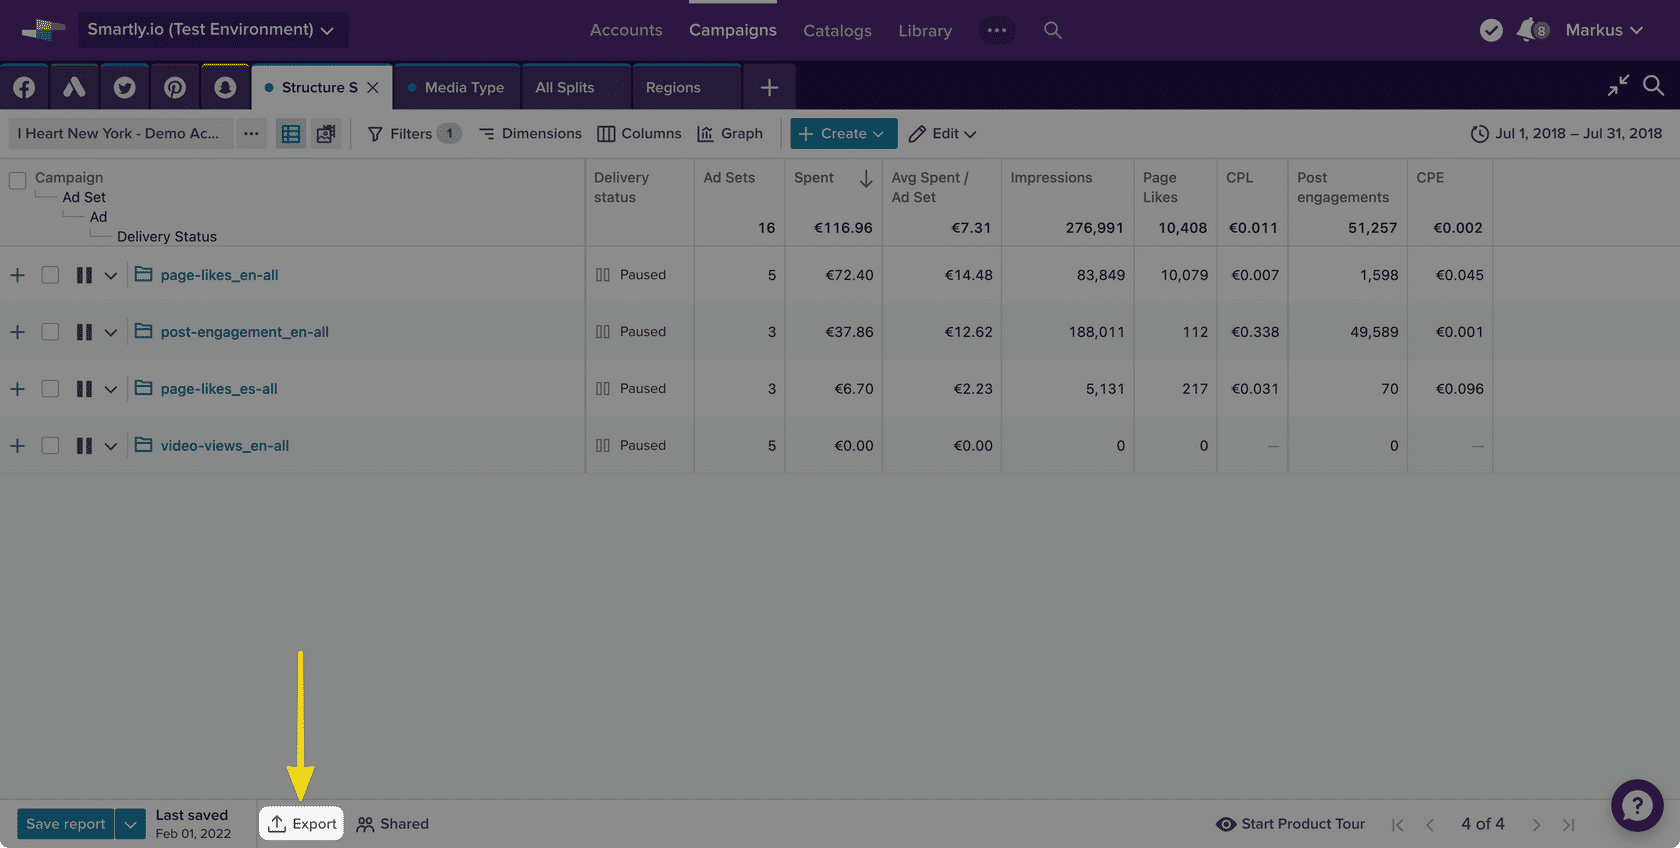 Smartly.io (Test Environment)
Accounts
Campaigns
Catalogs
Library
8
Markus
Structure S
Media Type
All Splits
Regions
I Heart New York - Demo Ac...
Filters 1
Dimensions
Columns
Graph
Create
Edit
Jul 1, 2018 – Jul 31, 2018
Campaign
Ad Set
Ad
Delivery Status
Delivery
status
Ad Sets
16
Spent
€116.96
Avg Spent /
Ad Set
€7.31
Impressions
276,991
Page
Likes
10,408
CPL
€0.011
Post
engagements
51,257
CPE
€0.002
page-likes_en-all Paused 5 €72.40 €14.48 83,849 10,079 €0.007 1,598 €0.045
post-engagement_en-all Paused 3 €37.86 €12.62 188,011 112 €0.338 49,589 €0.001
page-likes_es-all Paused 3 €6.70 €2.23 5,131 217 €0.031 70 €0.096
video-views_en-all Paused 5 €0.00 €0.00 0 0 — 0 —
Save report
Last saved
Feb 01, 2022
Export
Shared
Start Product Tour
4 of 4
?